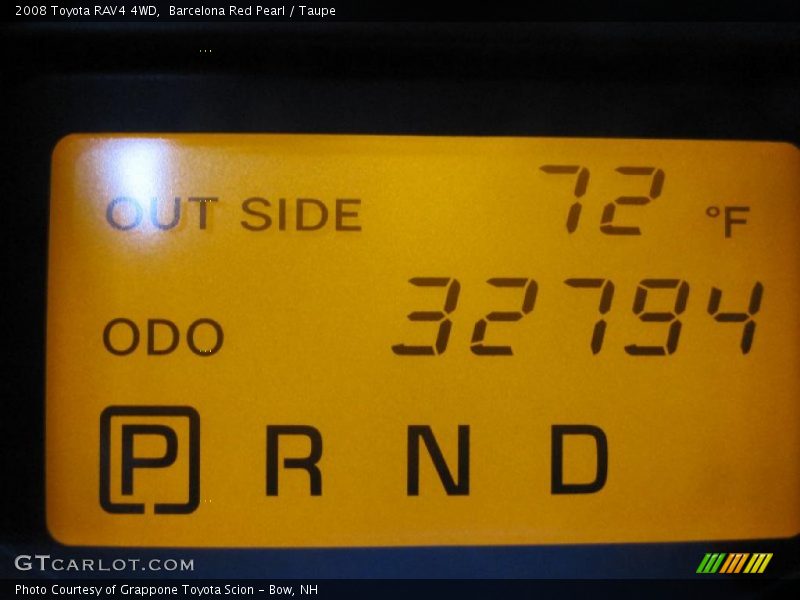 2008 Toyota RAV4 4WD,  Barcelona Red Pearl / Taupe
OUT SIDE 72 °F
ODO 32794
P R N D
GTCARLOT.COM
Photo Courtesy of Grappone Toyota Scion - Bow, NH